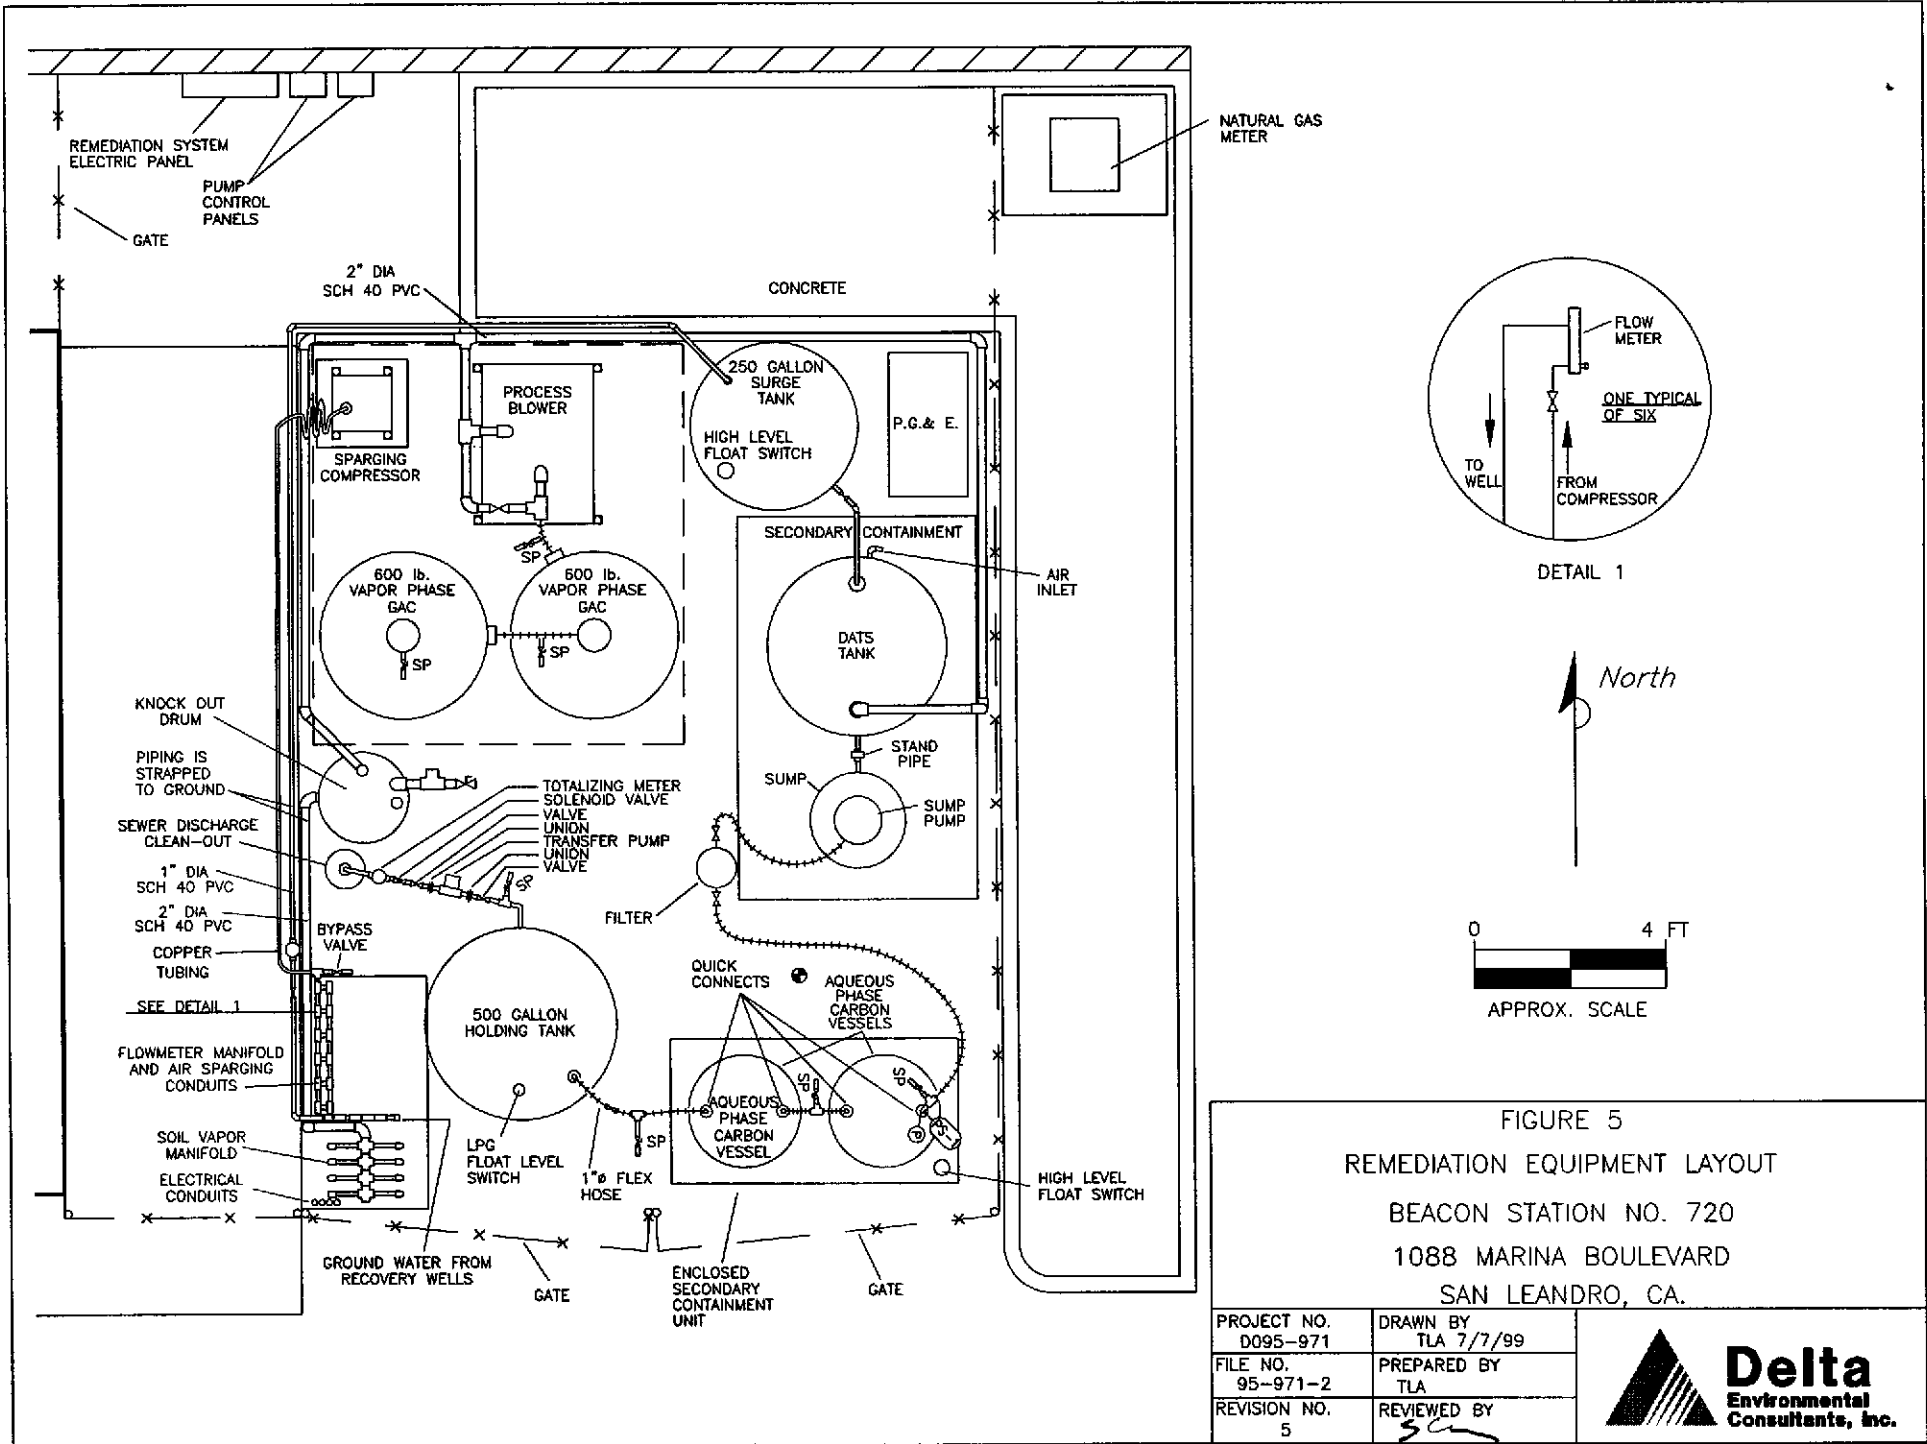 REMEDIATION SYSTEM
ELECTRIC PANEL
PUMP
CONTROL
PANELS
GATE
NATURAL GAS
METER
2" DIA
SCH 40 PVC
CONCRETE
250 GALLON
SURGE
TANK
HIGH LEVEL
FLOAT SWITCH
PROCESS
BLOWER
P.G.& E.
SPARGING
COMPRESSOR
FLOW
METER
ONE TYPICAL
OF SIX
TO
WELL
FROM
COMPRESSOR
DETAIL 1
SECONDARY CONTAINMENT
SP
AIR
INLET
600 lb.
VAPOR PHASE
GAC
SP
600 lb.
VAPOR PHASE
GAC
SP
DATS
TANK
North
KNOCK OUT
DRUM
PIPING IS
STRAPPED
TO GROUND
SEWER DISCHARGE
CLEAN-OUT
1" DIA
SCH 40 PVC
2" DIA
SCH 40 PVC
COPPER
TUBING
BYPASS
VALVE
STAND
PIPE
SUMP
SUMP
PUMP
TOTALIZING METER
SOLENOID VALVE
VALVE
UNION
TRANSFER PUMP
UNION
VALVE
SP
FILTER
0 4 FT
APPROX. SCALE
QUICK
CONNECTS
AQUEOUS
PHASE
CARBON
VESSELS
SEE DETAIL 1
500 GALLON
HOLDING TANK
FLOWMETER MANIFOLD
AND AIR SPARGING
CONDUITS
SP
SP
AQUEOUS
PHASE
CARBON
VESSEL
P
S-1
SOIL VAPOR
MANIFOLD
ELECTRICAL
CONDUITS
LPG
FLOAT LEVEL
SWITCH
SP
1"ø FLEX
HOSE
HIGH LEVEL
FLOAT SWITCH
GROUND WATER FROM
RECOVERY WELLS
GATE
ENCLOSED
SECONDARY
CONTAINMENT
UNIT
GATE
FIGURE 5
REMEDIATION EQUIPMENT LAYOUT
BEACON STATION NO. 720
1088 MARINA BOULEVARD
SAN LEANDRO, CA.
PROJECT NO.
D095-971
DRAWN BY
TLA 7/7/99
FILE NO.
95-971-2
PREPARED BY
TLA
REVISION NO.
5
REVIEWED BY
Delta
Environmental
Consultants, Inc.